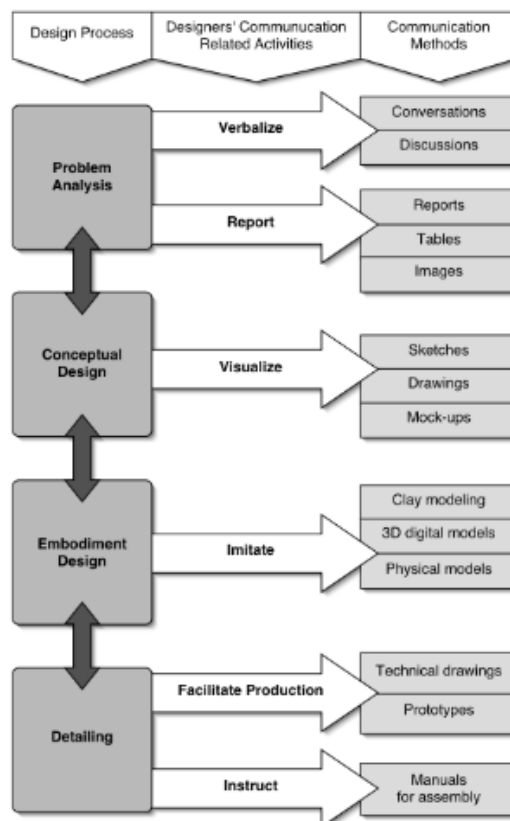 Design Process
Designers' Communucation
Related Activities
Communication
Methods
Problem
Analysis
Verbalize
Conversations
Discussions
Report
Reports
Tables
Images
Conceptual
Design
Visualize
Sketches
Drawings
Mock-ups
Embodiment
Design
Imitate
Clay modeling
3D digital models
Physical models
Detailing
Facilitate Production
Technical drawings
Prototypes
Instruct
Manuals
for assembly